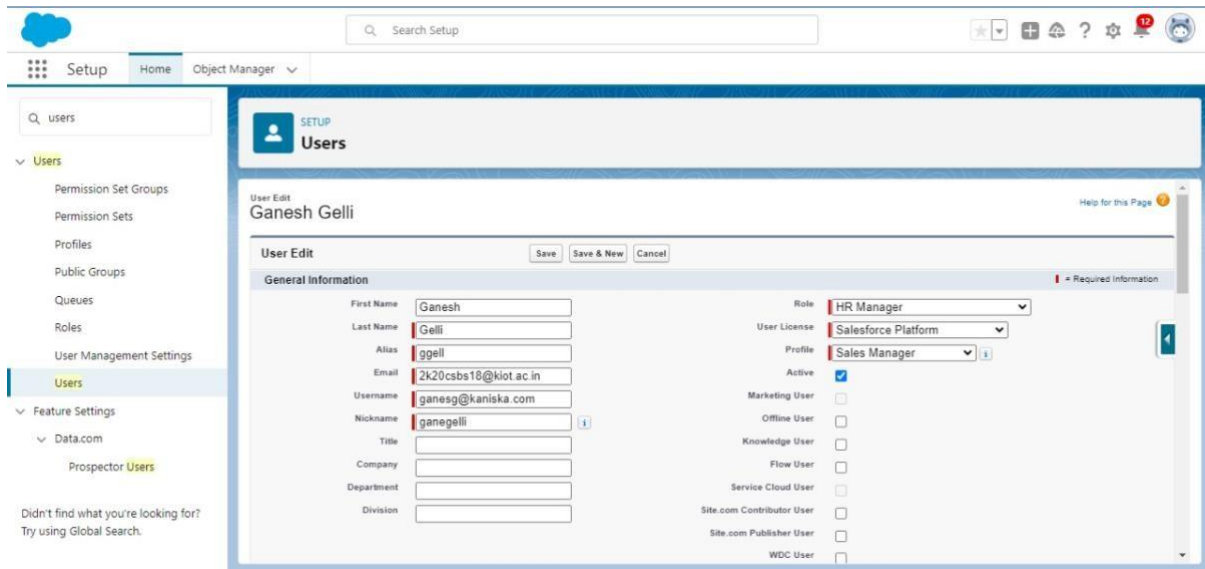 Search Setup
12
Setup
Home
Object Manager
users
Users
Permission Set Groups
Permission Sets
Profiles
Public Groups
Queues
Roles
User Management Settings
Users
Feature Settings
Data.com
Prospector Users
Didn't find what you're looking for?
Try using Global Search.
SETUP
Users
User Edit
Ganesh Gelli
Help for this Page
User Edit Save Save & New Cancel
General Information = Required Information
First Name Ganesh
Last Name Gelli
Alias ggell
Email 2k20csbs18@kiot.ac.in
Username ganesg@kaniska.com
Nickname ganegelli
Title
Company
Department
Division
Role HR Manager
User License Salesforce Platform
Profile Sales Manager
Active
Marketing User
Offline User
Knowledge User
Flow User
Service Cloud User
Site.com Contributor User
Site.com Publisher User
WDC User